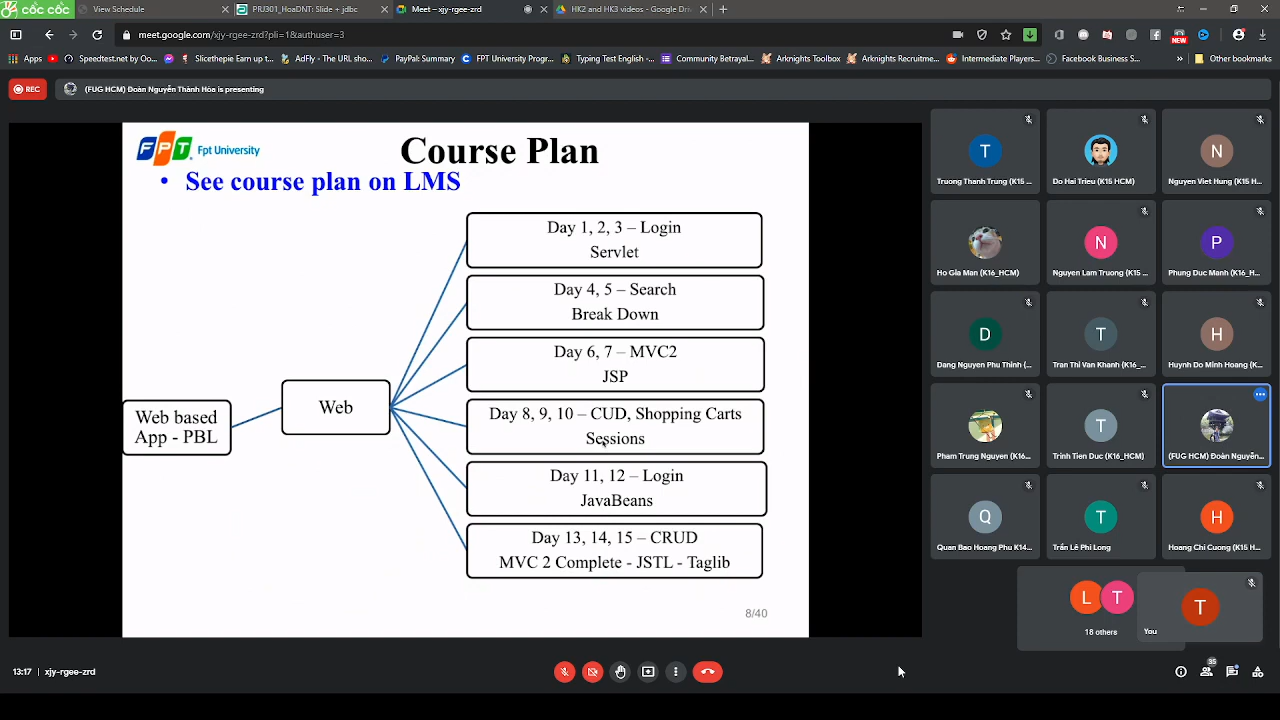 cốc cốc
View Schedule
PRJ301_HoaDNT: Slide + jdbc
Meet – xjy-rgee-zrd
HK2 and HK3 videos - Google Dri
meet.google.com/xjy-rgee-zrd?pli=1&authuser=3
NEW
Apps
Speedtest.net by Oo...
Slicethepie Earn up t...
AdFly - The URL sho...
PayPal: Summary
FPT University Progr...
Typing Test English -...
Community Betrayal...
Arknights Toolbox
Arknights Recruitme...
Intermediate Players...
Facebook Business S...
»
Other bookmarks
REC
(FUG HCM) Đoàn Nguyễn Thành Hòa is presenting
FPT Fpt University
Course Plan
• See course plan on LMS
Day 1, 2, 3 – Login
Servlet
Day 4, 5 – Search
Break Down
Day 6, 7 – MVC2
JSP
Web based
App - PBL
Web
Day 8, 9, 10 – CUD, Shopping Carts
Sessions
Day 11, 12 – Login
JavaBeans
Day 13, 14, 15 – CRUD
MVC 2 Complete - JSTL - Taglib
8/40
T
Truong Thanh Trung (K15 ...
Do Hai Trieu (K15 HCM)
N
Nguyen Viet Hung (K15 H...
Ho Gia Man (K16_HCM)
N
Nguyen Lam Truong (K15 ...
P
Phung Duc Manh (K16_H...
D
Dang Nguyen Phu Thinh (...
T
Tran Thi Van Khanh (K16_...
H
Huynh Do Minh Hoang (K...
Pham Trung Nguyen (K16...
T
Trinh Tien Duc (K16_HCM)
(FUG HCM) Đoàn Nguyễn...
Q
Quan Bao Hoang Phu K14...
T
Trần Lê Phi Long
H
Hoang Chi Cuong (K15 H...
L
T
18 others
T
You
13:17
xjy-rgee-zrd
35